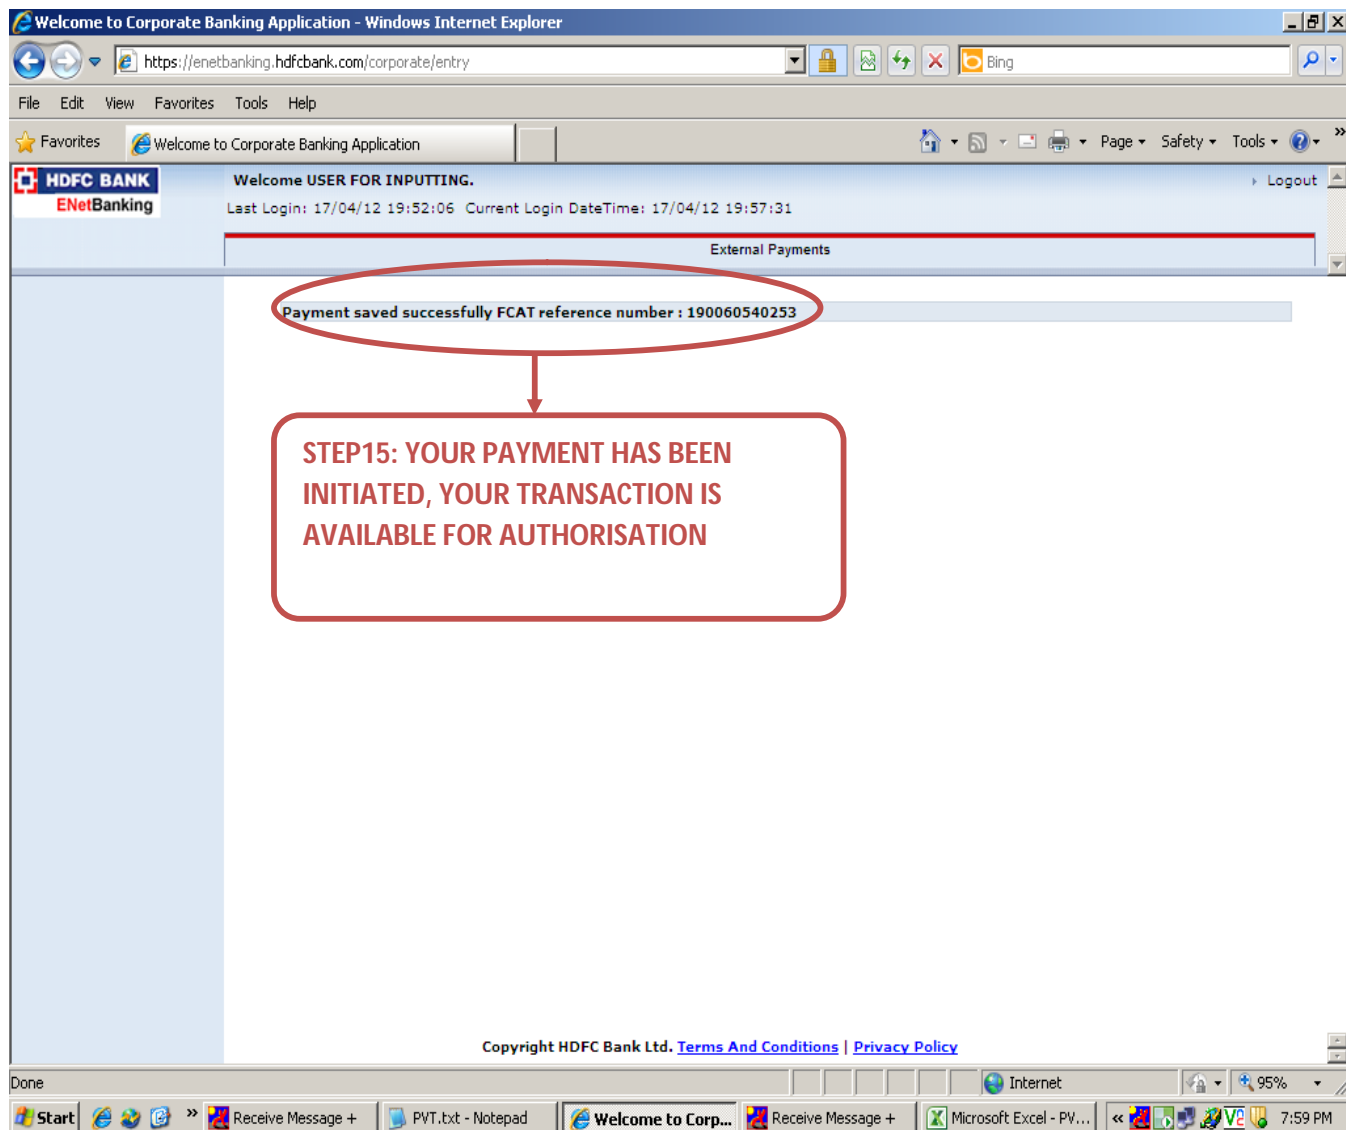 Welcome to Corporate Banking Application - Windows Internet Explorer
https://enetbanking.hdfcbank.com/corporate/entry
Bing
File Edit View Favorites Tools Help
Favorites
Welcome to Corporate Banking Application
Page Safety Tools »
HDFC BANK
ENetBanking
Welcome USER FOR INPUTTING.
Logout
Last Login: 17/04/12 19:52:06 Current Login DateTime: 17/04/12 19:57:31
External Payments
Payment saved successfully FCAT reference number : 190060540253
STEP15: YOUR PAYMENT HAS BEEN
INITIATED, YOUR TRANSACTION IS
AVAILABLE FOR AUTHORISATION
Copyright HDFC Bank Ltd. Terms And Conditions | Privacy Policy
Done
Internet
95%
Start » Receive Message + PVT.txt - Notepad Welcome to Corp... Receive Message + Microsoft Excel - PV... « 7:59 PM